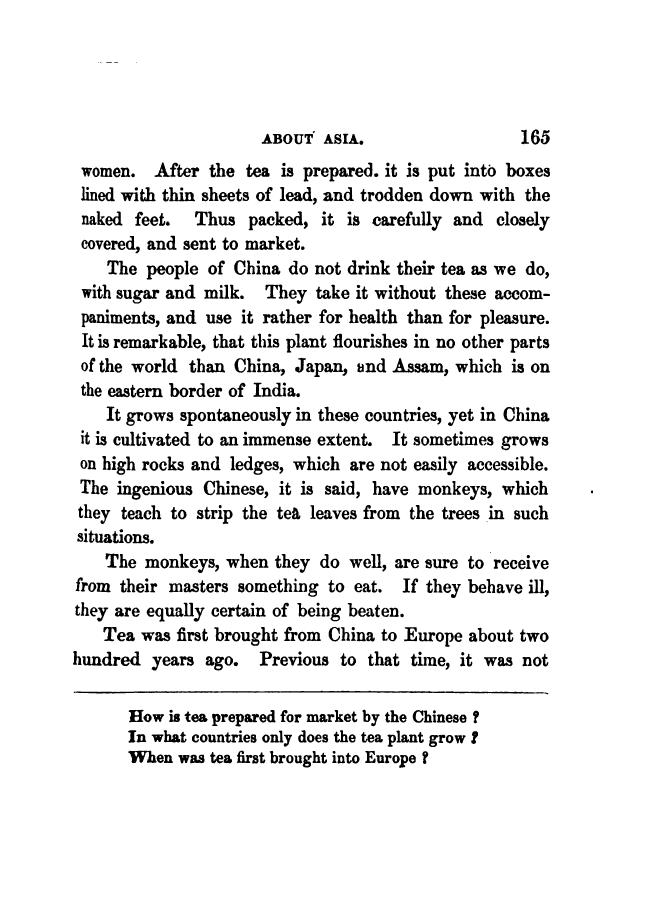 ABOUT ASIA. 165
women. After the tea is prepared. it is put into boxes
lined with thin sheets of lead, and trodden down with the
naked feet. Thus packed, it is carefully and closely
covered, and sent to market.
The people of China do not drink their tea as we do,
with sugar and milk. They take it without these accom-
paniments, and use it rather for health than for pleasure.
It is remarkable, that this plant flourishes in no other parts
of the world than China, Japan, and Assam, which is on
the eastern border of India.
It grows spontaneously in these countries, yet in China
it is cultivated to an immense extent. It sometimes grows
on high rocks and ledges, which are not easily accessible.
The ingenious Chinese, it is said, have monkeys, which
they teach to strip the tea leaves from the trees in such
situations.
The monkeys, when they do well, are sure to receive
from their masters something to eat. If they behave ill,
they are equally certain of being beaten.
Tea was first brought from China to Europe about two
hundred years ago. Previous to that time, it was not
How is tea prepared for market by the Chinese ?
In what countries only does the tea plant grow ?
When was tea first brought into Europe ?